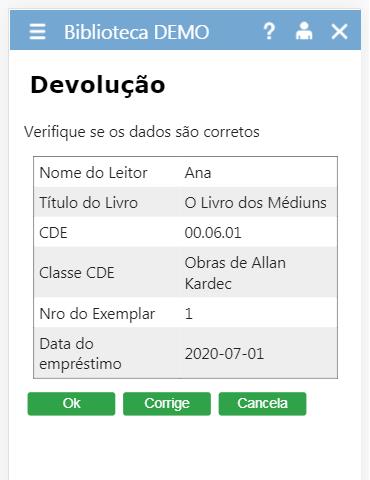 Biblioteca DEMO ?
Devolução
Verifique se os dados são corretos
Nome do Leitor Ana
Título do Livro O Livro dos Médiuns
CDE 00.06.01
Classe CDE Obras de Allan
Kardec
Nro do Exemplar 1
Data do
empréstimo 2020-07-01
Ok Corrige Cancela